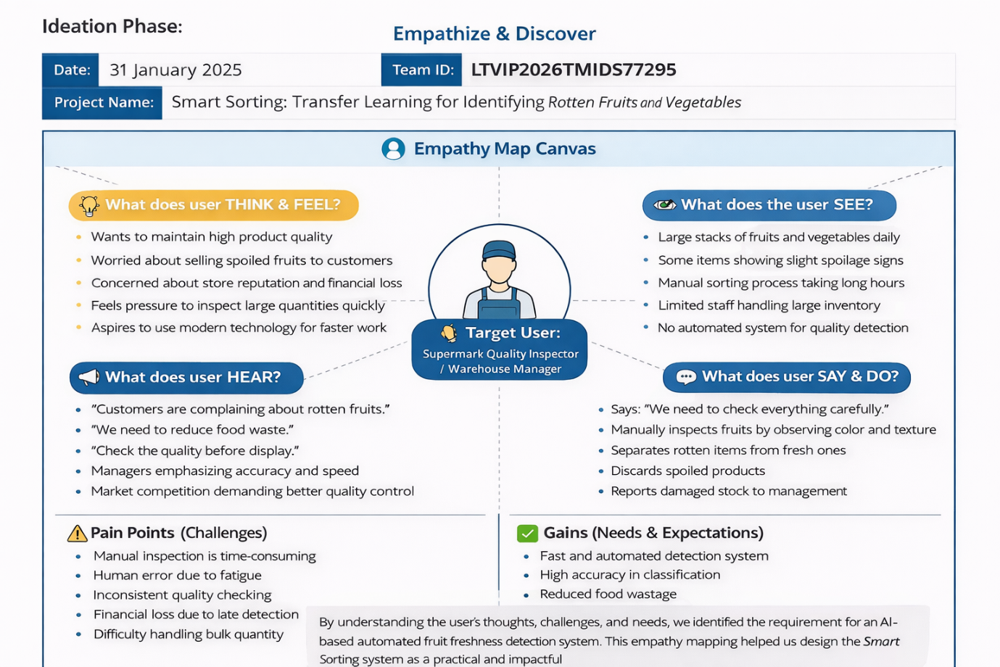 Ideation Phase:
Empathize & Discover
Date: 31 January 2025 Team ID: LTVIP2026TMIDS77295
Project Name: Smart Sorting: Transfer Learning for Identifying Rotten Fruits and Vegetables
Empathy Map Canvas
What does user THINK & FEEL?
• Wants to maintain high product quality
• Worried about selling spoiled fruits to customers
• Concerned about store reputation and financial loss
• Feels pressure to inspect large quantities quickly
• Aspires to use modern technology for faster work
What does the user SEE?
• Large stacks of fruits and vegetables daily
• Some items showing slight spoilage signs
• Manual sorting process taking long hours
• Limited staff handling large inventory
• No automated system for quality detection
Target User:
Supermark Quality Inspector
/ Warehouse Manager
What does user HEAR?
• "Customers are complaining about rotten fruits."
• "We need to reduce food waste."
• "Check the quality before display."
• Managers emphasizing accuracy and speed
• Market competition demanding better quality control
What does user SAY & DO?
• Says: "We need to check everything carefully."
• Manually inspects fruits by observing color and texture
• Separates rotten items from fresh ones
• Discards spoiled products
• Reports damaged stock to management
Pain Points (Challenges)
• Manual inspection is time-consuming
• Human error due to fatigue
• Inconsistent quality checking
• Financial loss due to late detection
• Difficulty handling bulk quantity
Gains (Needs & Expectations)
• Fast and automated detection system
• High accuracy in classification
• Reduced food wastage
By understanding the user's thoughts, challenges, and needs, we identified the requirement for an AI-
based automated fruit freshness detection system. This empathy mapping helped us design the Smart
Sorting system as a practical and impactful